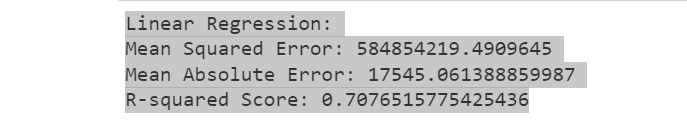 Linear Regression:
Mean Squared Error: 584854219.4909645
Mean Absolute Error: 17545.061388859987
R-squared Score: 0.7076515775425436